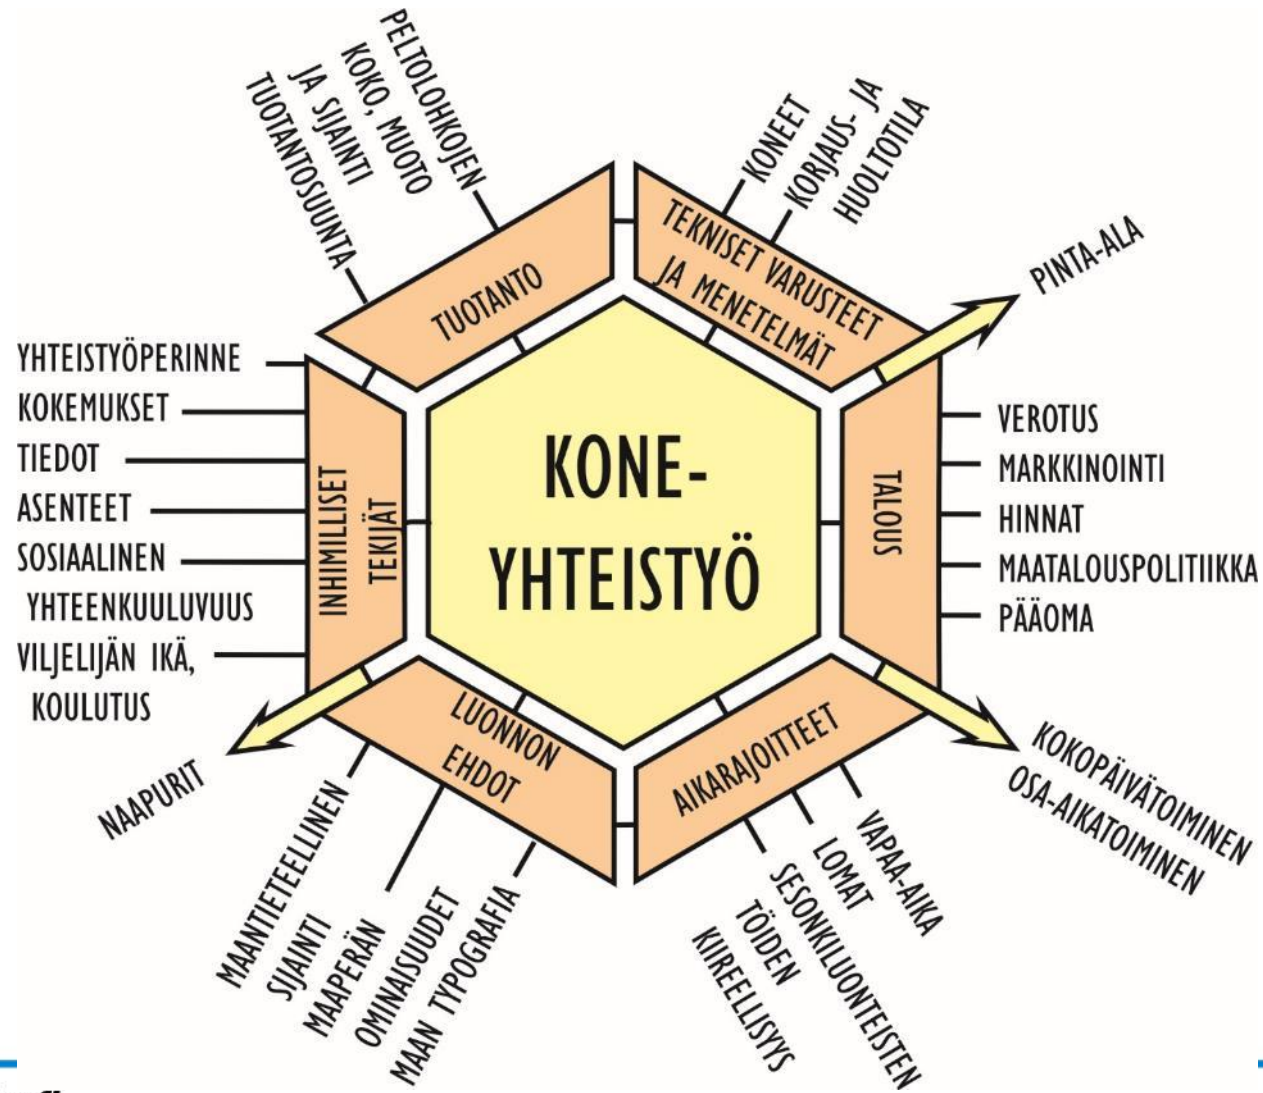 PELTOLOHKOJEN
KOKO, MUOTO
JA SIJAINTI
TUOTANTOSUUNTA
TUOTANTO
KONEET
KORJAUS- JA
HUOLTOTILA
TEKNISET VARUSTEET
JA MENETELMÄT
PINTA-ALA
YHTEISTYÖPERINNE
KOKEMUKSET
TIEDOT
ASENTEET
SOSIAALINEN
YHTEENKUULUVUUS
VILJELIJÄN IKÄ,
KOULUTUS
INHIMILLISET
TEKIJÄT
KONE-
YHTEISTYÖ
TALOUS
VEROTUS
MARKKINOINTI
HINNAT
MAATALOUSPOLITIIKKA
PÄÄOMA
NAAPURIT
LUONNON
EHDOT
MAANTIETEELLINEN
SIJAINTI
MAAPERÄN
OMINAISUUDET
MAAN TYPOGRAFIA
AIKARAJOITTEET
VAPAA-AIKA
LOMAT
SESONKILUONTEISTEN
TÖIDEN
KIIREELLISYYS
KOKOPÄIVÄTOIMINEN
OSA-AIKATOIMINEN